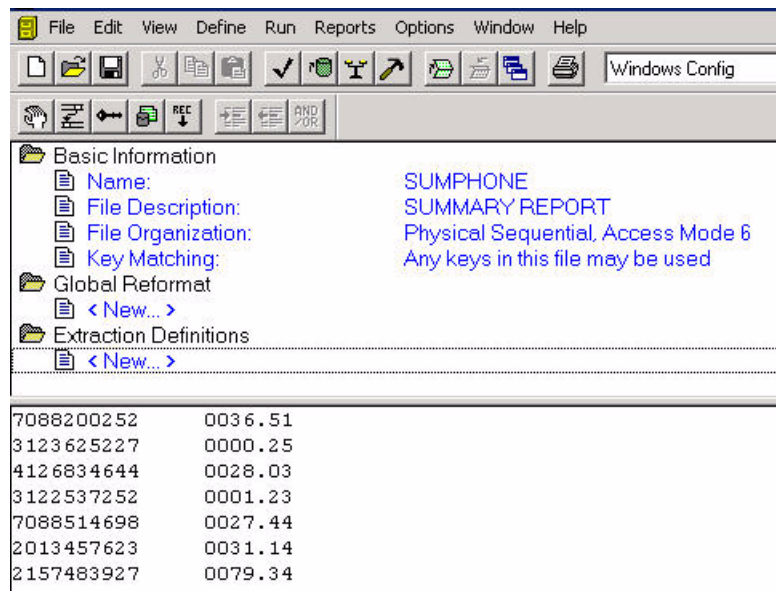 File Edit View Define Run Reports Options Window Help
Windows Config
REC
AND
/OR
Basic Information
Name: SUMPHONE
File Description: SUMMARY REPORT
File Organization: Physical Sequential, Access Mode 6
Key Matching: Any keys in this file may be used
Global Reformat
< New... >
Extraction Definitions
< New... >
7088200252 0036.51
3123625227 0000.25
4126834644 0028.03
3122537252 0001.23
7088514698 0027.44
2013457623 0031.14
2157483927 0079.34